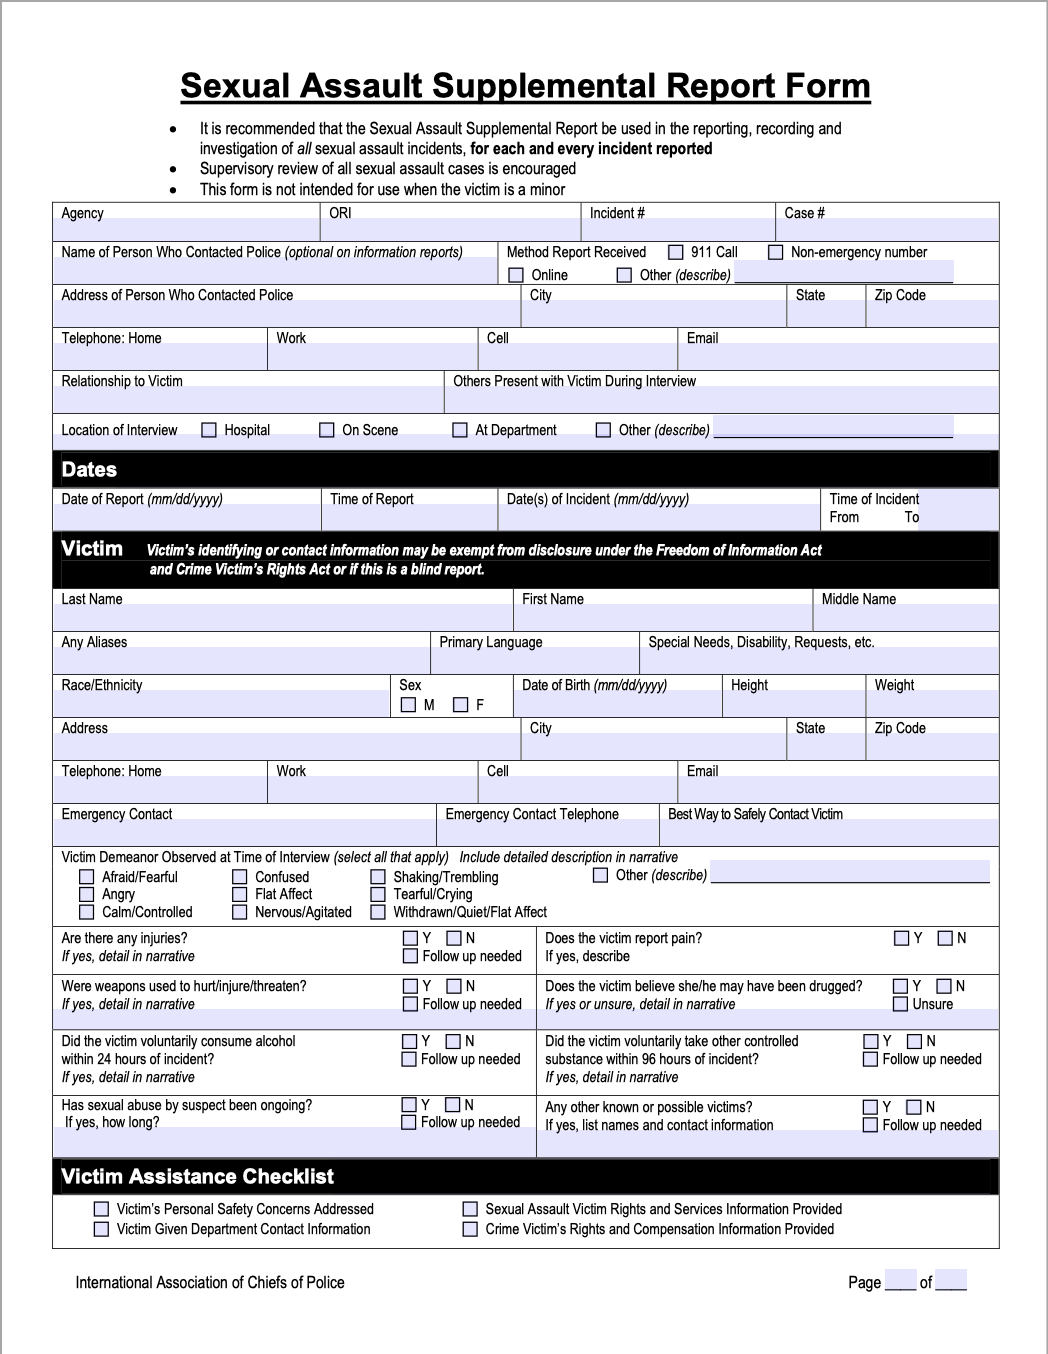 Sexual Assault Supplemental Report Form
• It is recommended that the Sexual Assault Supplemental Report be used in the reporting, recording and
investigation of all sexual assault incidents, for each and every incident reported
• Supervisory review of all sexual assault cases is encouraged
• This form is not intended for use when the victim is a minor
Agency ORI Incident # Case #
Name of Person Who Contacted Police (optional on information reports) Method Report Received 911 Call Non-emergency number
Online Other (describe)
Address of Person Who Contacted Police City State Zip Code
Telephone: Home Work Cell Email
Relationship to Victim Others Present with Victim During Interview
Location of Interview Hospital On Scene At Department Other (describe)
Dates
Date of Report (mm/dd/yyyy) Time of Report Date(s) of Incident (mm/dd/yyyy) Time of Incident
From To
Victim Victim's identifying or contact information may be exempt from disclosure under the Freedom of Information Act
and Crime Victim's Rights Act or if this is a blind report.
Last Name First Name Middle Name
Any Aliases Primary Language Special Needs, Disability, Requests, etc.
Race/Ethnicity Sex Date of Birth (mm/dd/yyyy) Height Weight
M F
Address City State Zip Code
Telephone: Home Work Cell Email
Emergency Contact Emergency Contact Telephone Best Way to Safely Contact Victim
Victim Demeanor Observed at Time of Interview (select all that apply) Include detailed description in narrative
Afraid/Fearful Confused Shaking/Trembling Other (describe)
Angry Flat Affect Tearful/Crying
Calm/Controlled Nervous/Agitated Withdrawn/Quiet/Flat Affect
Are there any injuries? Y N
If yes, detail in narrative Follow up needed
Does the victim report pain? Y N
If yes, describe
Were weapons used to hurt/injure/threaten? Y N
If yes, detail in narrative Follow up needed
Does the victim believe she/he may have been drugged? Y N
If yes or unsure, detail in narrative Unsure
Did the victim voluntarily consume alcohol Y N
within 24 hours of incident? Follow up needed
If yes, detail in narrative
Did the victim voluntarily take other controlled Y N
substance within 96 hours of incident? Follow up needed
If yes, detail in narrative
Has sexual abuse by suspect been ongoing? Y N
If yes, how long? Follow up needed
Any other known or possible victims? Y N
If yes, list names and contact information Follow up needed
Victim Assistance Checklist
Victim's Personal Safety Concerns Addressed Sexual Assault Victim Rights and Services Information Provided
Victim Given Department Contact Information Crime Victim's Rights and Compensation Information Provided
International Association of Chiefs of Police Page of